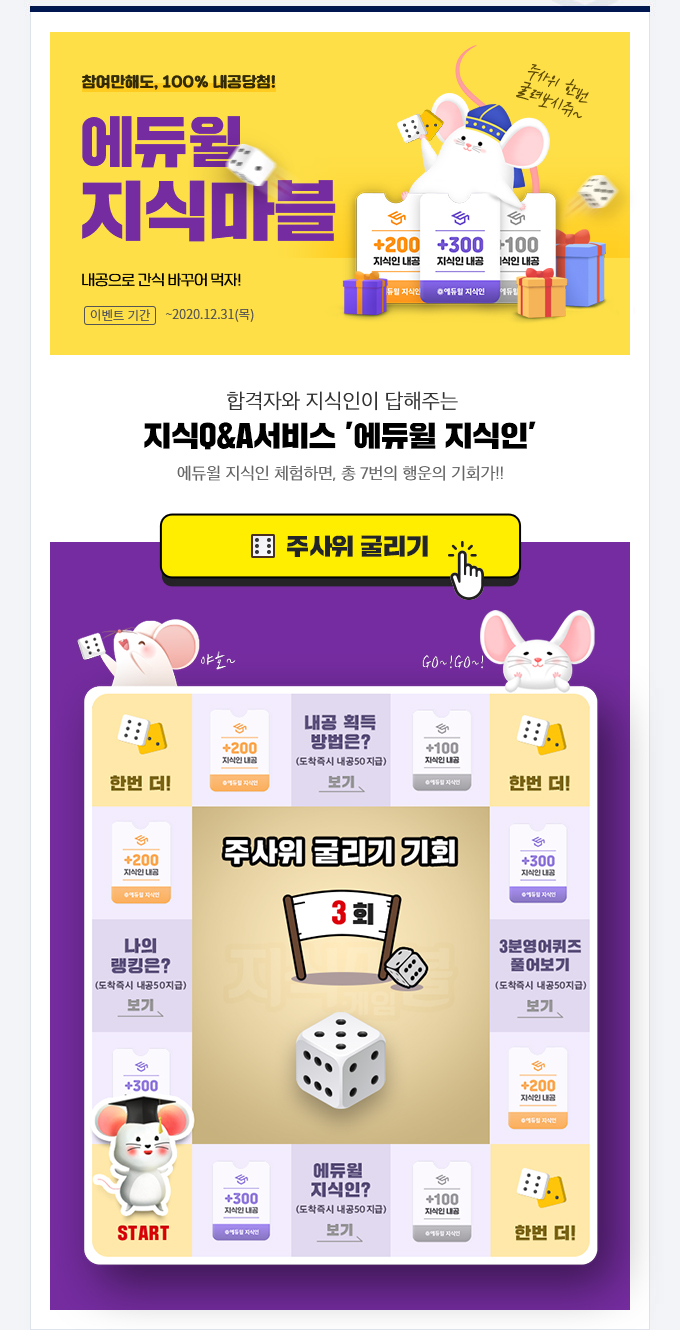 참여만해도, 100% 내공당첨!
주사위 한번
굴려보시쥬~
에듀윌
지식마블
+200
지식인 내공
+300
지식인 내공
에듀윌 지식인
+100
지식인 내공
내공으로 간식 바꾸어 먹자!
이벤트 기간 ~2020.12.31(목)
합격자와 지식인이 답해주는
지식Q&A서비스 '에듀윌 지식인'
에듀윌 지식인 체험하면, 총 7번의 행운의 기회가!!
주사위 굴리기
야호~
GO~!GO~!
한번 더!
+200
지식인 내공
에듀윌 지식인
내공 획득
방법은?
(도착즉시 내공50지급)
보기
+100
지식인 내공
에듀윌 지식인
한번 더!
+200
지식인 내공
에듀윌 지식인
주사위 굴리기 기회
3 회
+300
지식인 내공
에듀윌 지식인
나의
랭킹은?
(도착즉시 내공50지급)
보기
3분영어퀴즈
풀어보기
(도착즉시 내공50지급)
보기
+300
+200
지식인 내공
에듀윌 지식인
START
+300
지식인 내공
에듀윌 지식인
에듀윌
지식인?
(도착즉시 내공50지급)
보기
+100
지식인 내공
에듀윌 지식인
한번 더!